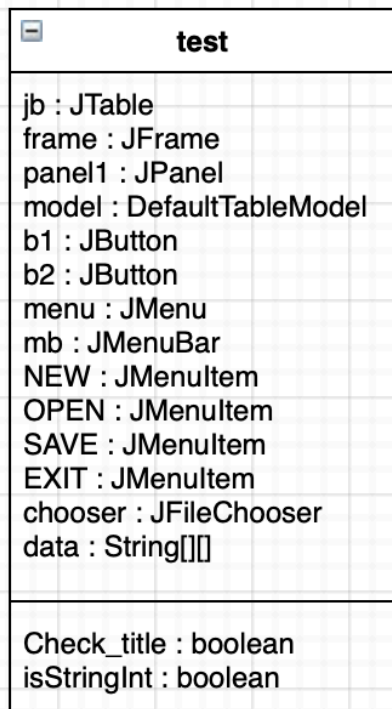 test
jb : JTable
frame : JFrame
panel1 : JPanel
model : DefaultTableModel
b1 : JButton
b2 : JButton
menu : JMenu
mb : JMenuBar
NEW : JMenuItem
OPEN : JMenuItem
SAVE : JMenuItem
EXIT : JMenuItem
chooser : JFileChooser
data : String[][]
Check_title : boolean
isStringInt : boolean